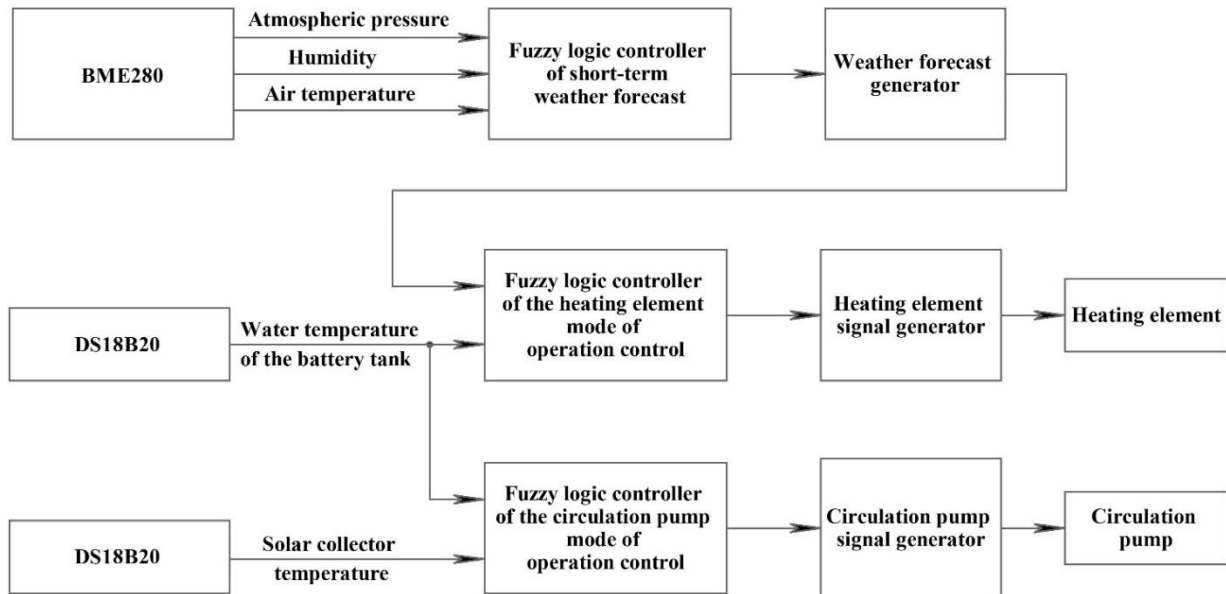 BME280
Atmospheric pressure
Humidity
Air temperature
Fuzzy logic controller
of short-term
weather forecast
Weather forecast
generator
DS18B20
Water temperature
of the battery tank
Fuzzy logic controller
of the heating element
mode of
operation control
Heating element
signal generator
Heating element
DS18B20
Solar collector
temperature
Fuzzy logic controller
of the circulation pump
mode of
operation control
Circulation pump
signal generator
Circulation
pump